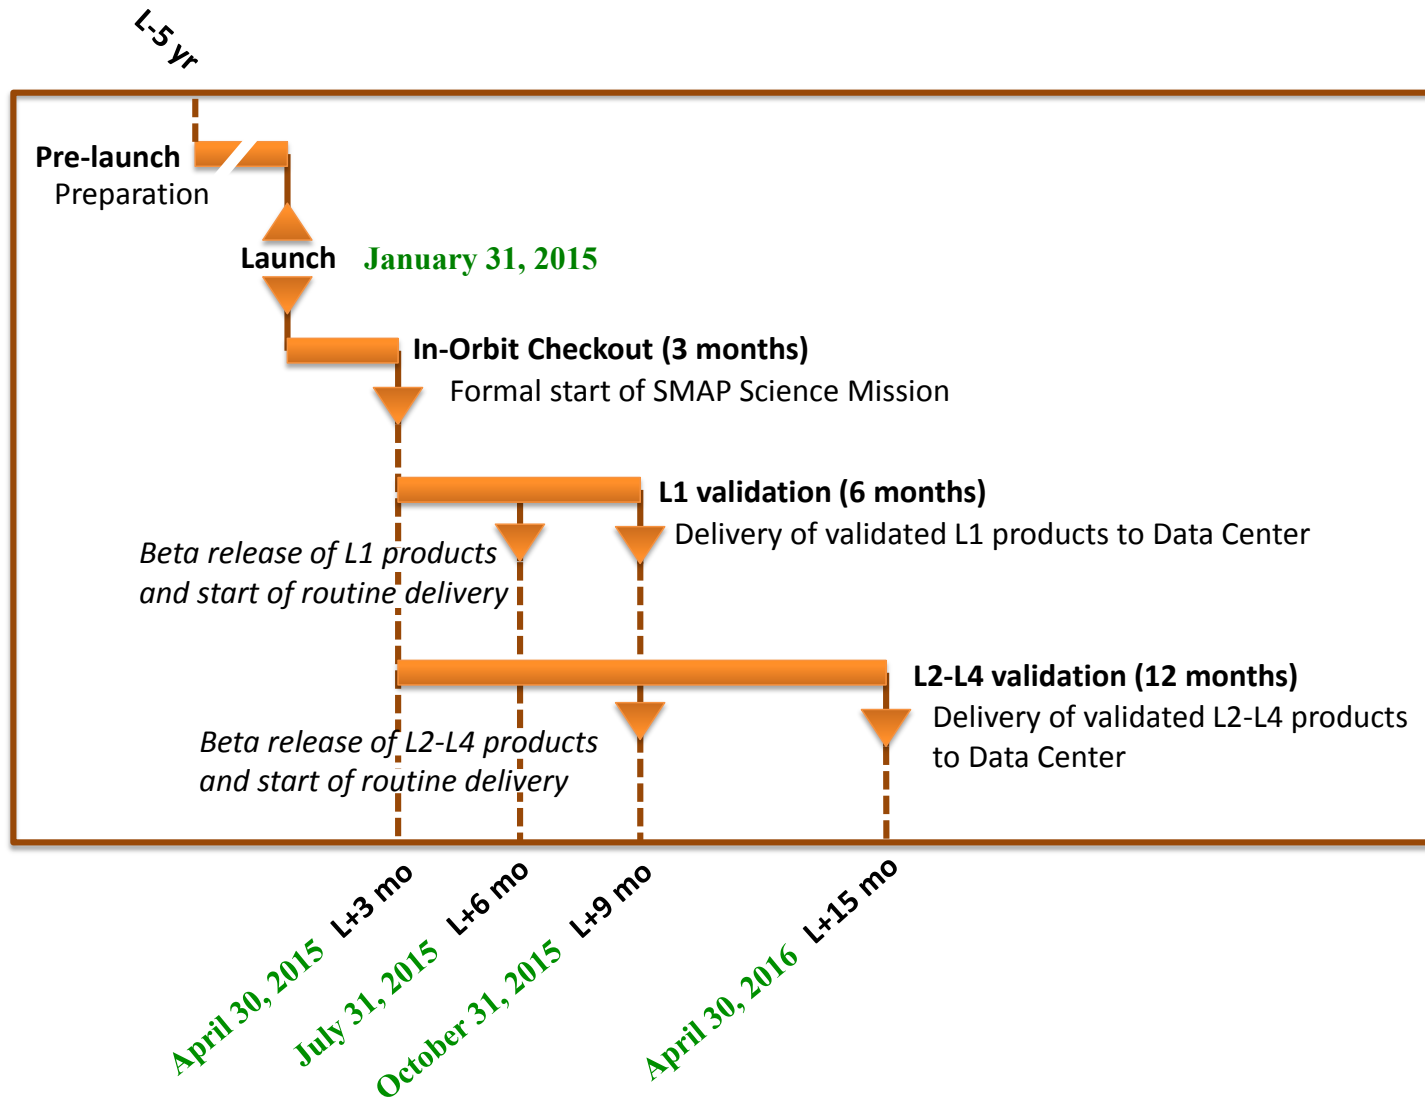 L-5 yr
Pre-launch
Preparation
Launch January 31, 2015
In-Orbit Checkout (3 months)
Formal start of SMAP Science Mission
L1 validation (6 months)
Delivery of validated L1 products to Data Center
Beta release of L1 products
and start of routine delivery
L2-L4 validation (12 months)
Delivery of validated L2-L4 products
to Data Center
Beta release of L2-L4 products
and start of routine delivery
April 30, 2015 L+3 mo
July 31, 2015 L+6 mo
October 31, 2015 L+9 mo
April 30, 2016 L+15 mo